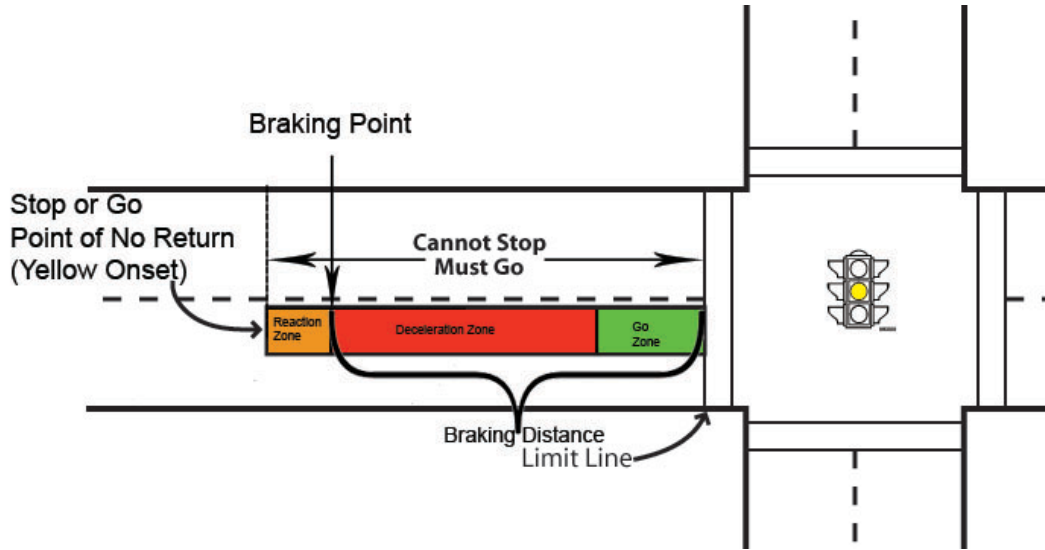 Braking Point
Stop or Go
Point of No Return
(Yellow Onset)
Cannot Stop
Must Go
Reaction
Zone
Deceleration Zone
Go
Zone
Braking Distance
Limit Line